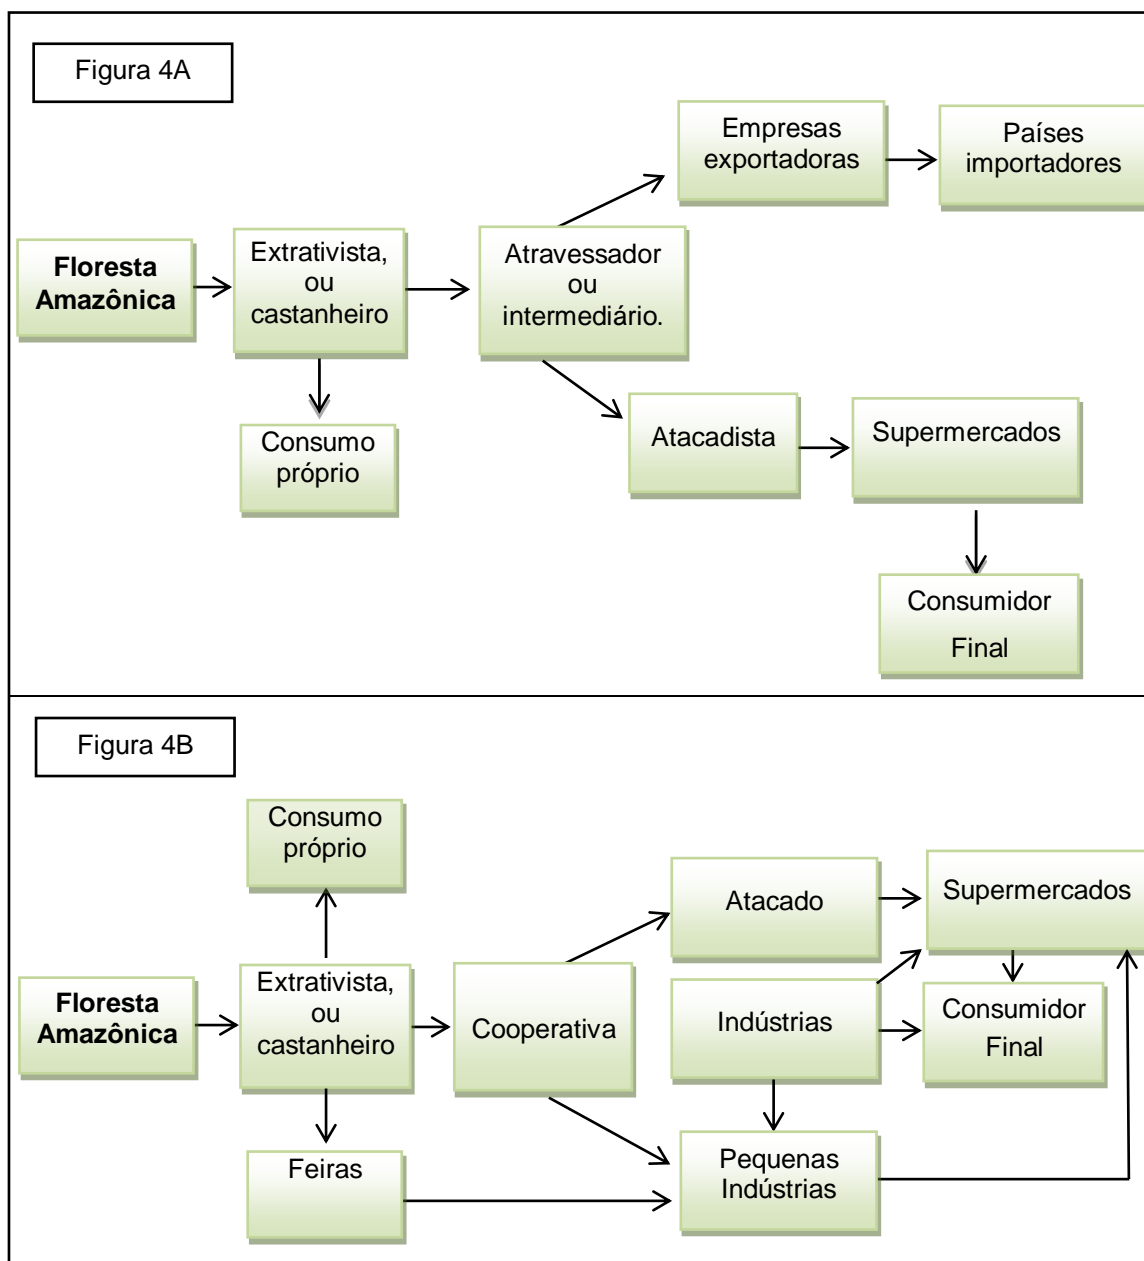 Figura 4A
Empresas
exportadoras
Países
importadores
Floresta
Amazônica
Extrativista,
ou
castanheiro
Atravessador
ou
intermediário.
Consumo
próprio
Atacadista
Supermercados
Consumidor
Final
Figura 4B
Consumo
próprio
Atacado
Supermercados
Floresta
Amazônica
Extrativista,
ou
castanheiro
Cooperativa
Indústrias
Consumidor
Final
Feiras
Pequenas
Indústrias